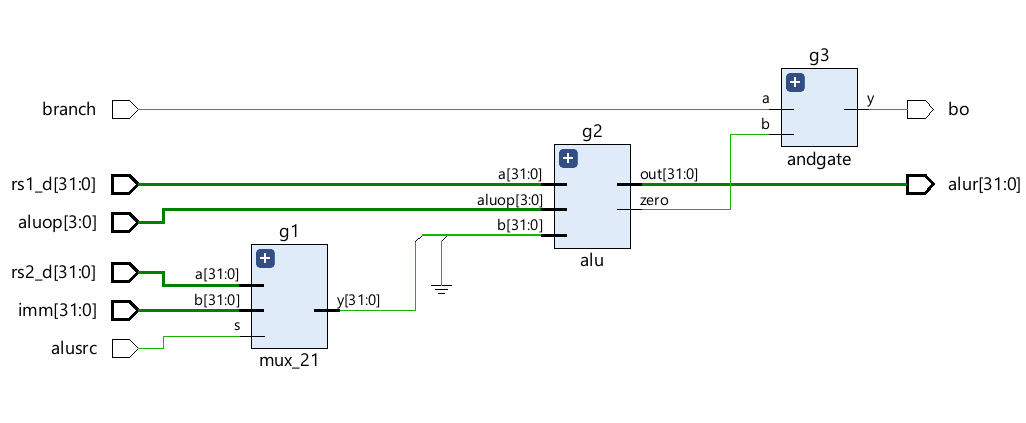 g3
branch
a
y
bo
b
g2
andgate
rs1_d[31:0]
a[31:0]
out[31:0]
alur[31:0]
aluop[3:0]
aluop[3:0]
zero
g1
b[31:0]
alu
rs2_d[31:0]
a[31:0]
imm[31:0]
b[31:0]
y[31:0]
s
alusrc
mux_21